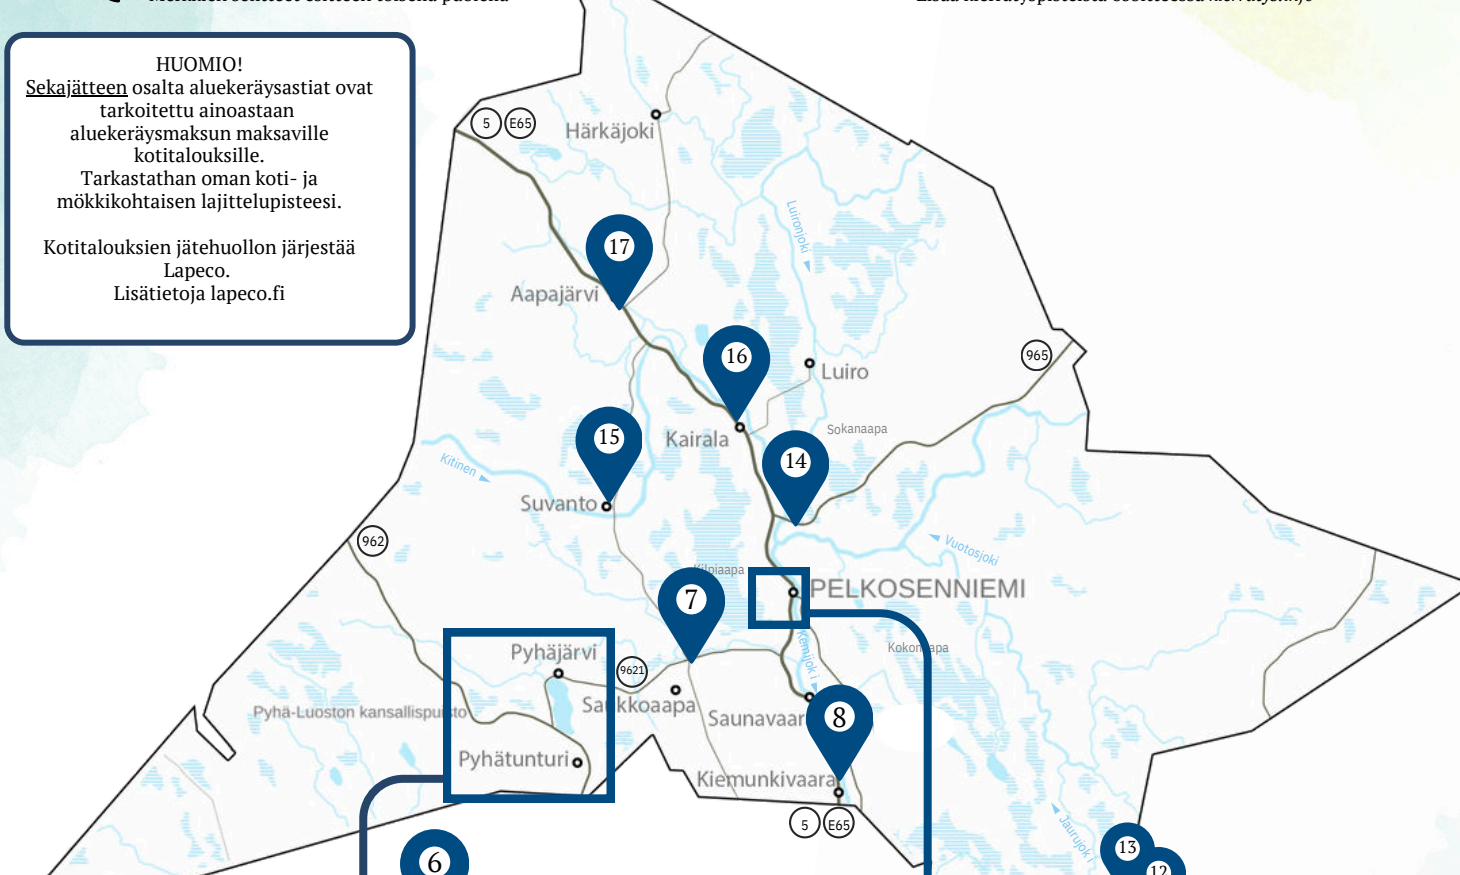 HUOMIO!
Sekajätteen osalta aluekeräysastiat ovat
tarkoitettu ainoastaan
aluekeräysmaksun maksaville
kotitalouksille.
Tarkastathan oman koti- ja
mökkikohtaisen lajittelupisteesi.
Kotitalouksien jätehuollon järjestää
Lapeco.
Lisätietoja lapeco.fi
5 E65
Härkäjoki
Luironjoki
17
Aapajärvi
16
965
Luiro
15
Kairala
Sokanaapa
14
Kitinen
Suvanto
962
Vuotosjoki
Kilpiaapa
7
PELKOSENNIEMI
Pyhäjärvi
9621
Kemijoki
Saukkoaapa
Pyhä-Luoston kansallispuisto
8
Pyhätunturi
Kiemunkivaara
5 E65
Jaurujoki
13
6
12